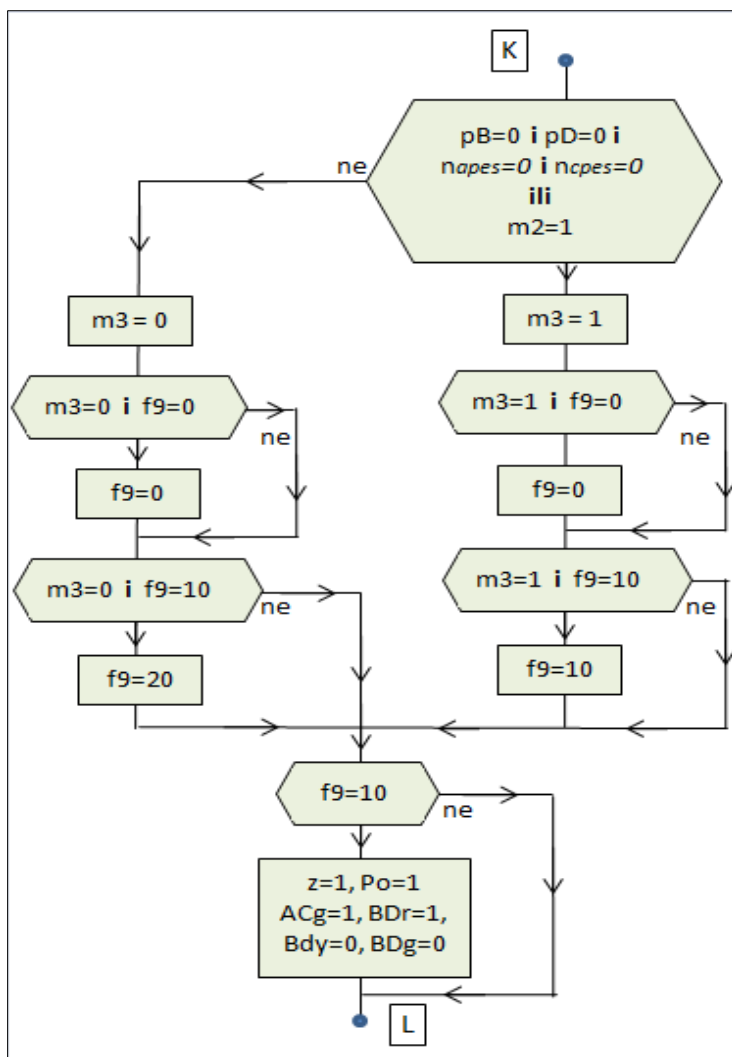 K
pB=0 i pD=0 i
napes=0 i ncpes=0
ili
m2=1
ne
m3 = 0
m3 = 1
m3=0 i f9=0
ne
m3=1 i f9=0
ne
f9=0
f9=0
m3=0 i f9=10
ne
m3=1 i f9=10
ne
f9=20
f9=10
f9=10
ne
z=1, Po=1
ACg=1, BDr=1,
Bdy=0, BDg=0
L